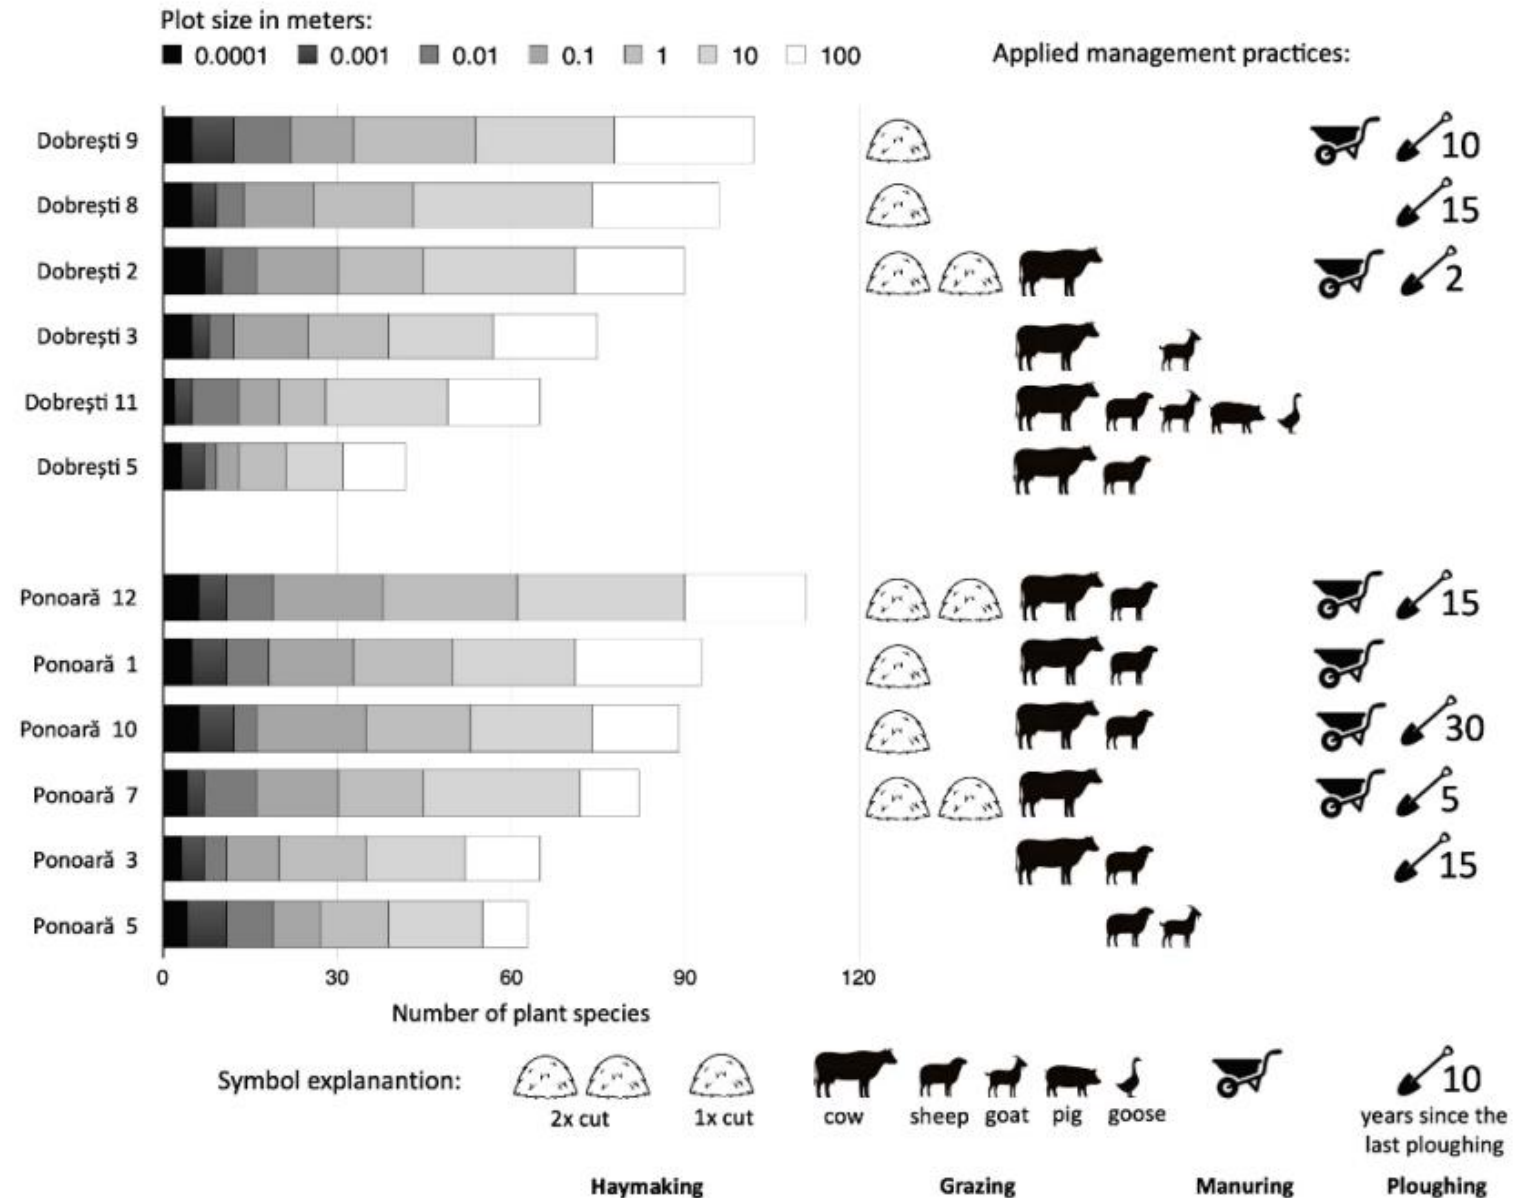 Plot size in meters:
0.0001 0.001 0.01 0.1 1 10 100
Applied management practices:
Dobrești 9 10
Dobrești 8 15
Dobrești 2 2
Dobrești 3
Dobrești 11
Dobrești 5
Ponoară 12 15
Ponoară 1
Ponoară 10 30
Ponoară 7 5
Ponoară 3 15
Ponoară 5
0 30 60 90 120
Number of plant species
Symbol explanantion: 10
2x cut 1x cut cow sheep goat pig goose years since the
last ploughing
Haymaking Grazing Manuring Ploughing